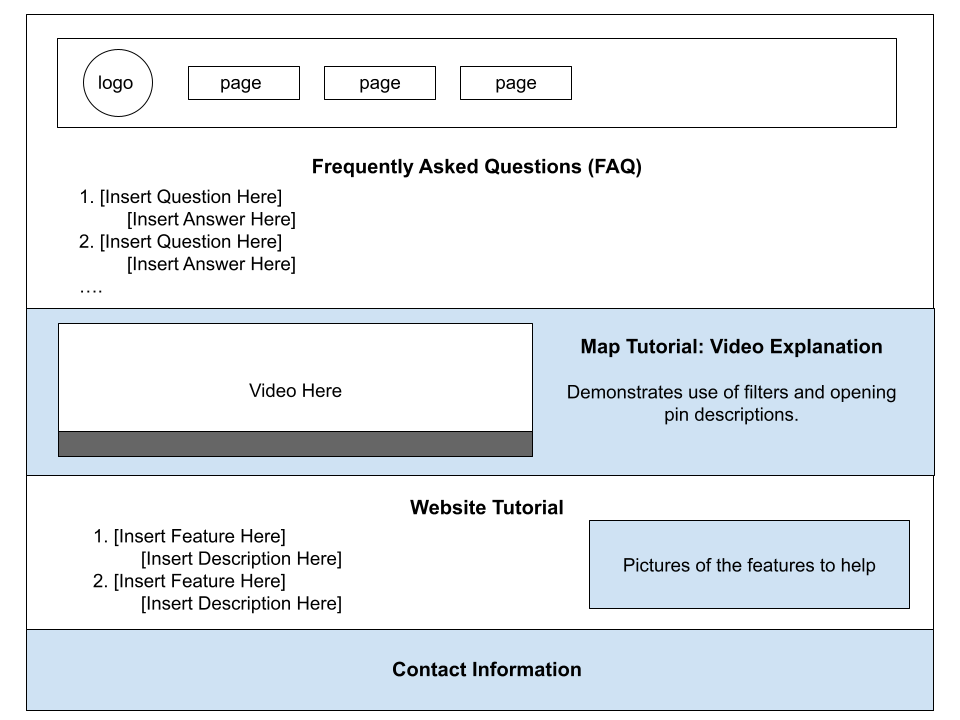 logo
page
page
page
Frequently Asked Questions (FAQ)
1. [Insert Question Here]
[Insert Answer Here]
2. [Insert Question Here]
[Insert Answer Here]
....
Video Here
Map Tutorial: Video Explanation
Demonstrates use of filters and opening
pin descriptions.
Website Tutorial
1. [Insert Feature Here]
[Insert Description Here]
2. [Insert Feature Here]
[Insert Description Here]
Pictures of the features to help
Contact Information